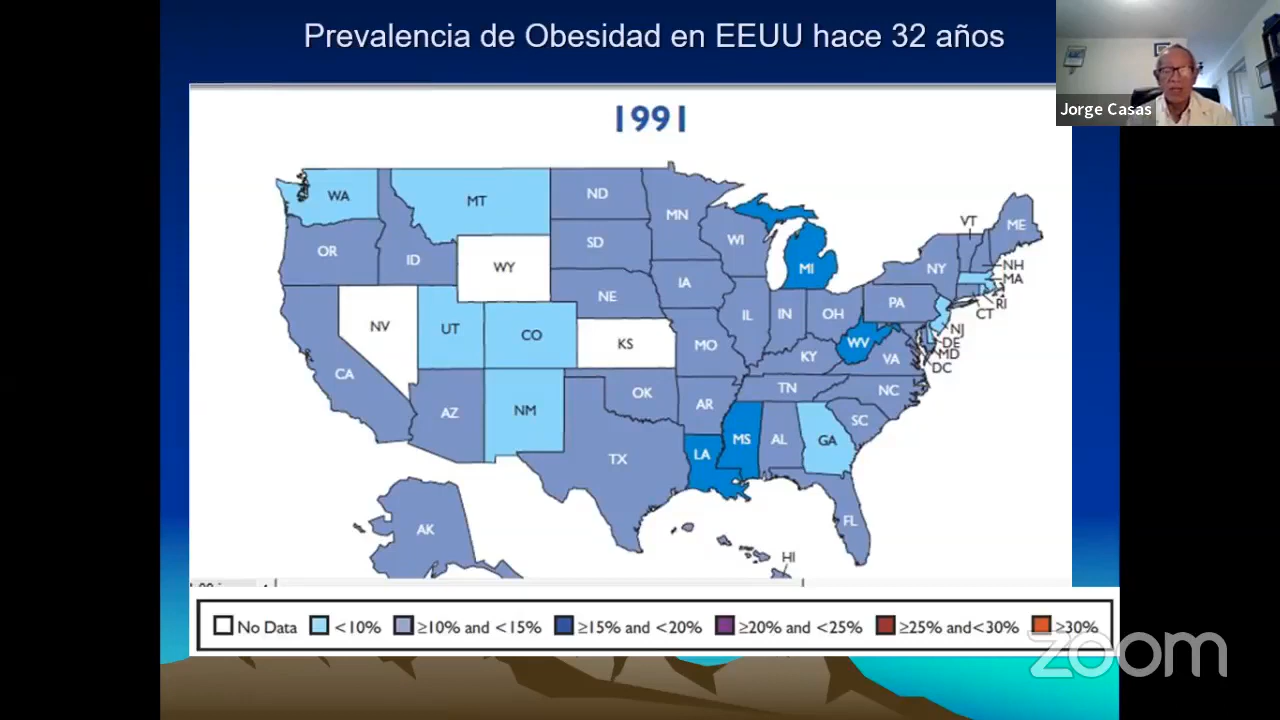 Prevalencia de Obesidad en EEUU hace 32 años
Jorge Casas
1991
WA
MT
ND
MN
VT
ME
OR
ID
SD
WI
MI
NY
NH
MA
WY
IA
PA
RI
CT
NE
NV
UT
CO
IL
IN
OH
NJ
DE
MD
DC
KS
MO
KY
WV
VA
CA
OK
TN
NC
AZ
NM
AR
SC
MS
AL
GA
TX
LA
FL
AK
HI
No Data <10% ≥10% and <15% ≥15% and <20% ≥20% and <25% ≥25% and<30% ≥30%
zoom